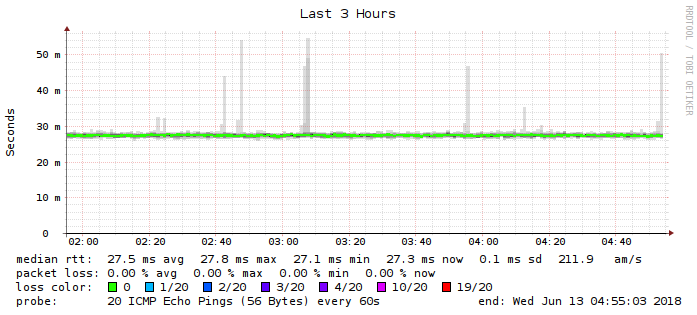 Last 3 Hours
RRDTOOL / TOBI OETIKER
Seconds
50 m
40 m
30 m
20 m
10 m
0
02:00 02:20 02:40 03:00 03:20 03:40 04:00 04:20 04:40
median rtt: 27.5 ms avg 27.8 ms max 27.1 ms min 27.3 ms now 0.1 ms sd 211.9 am/s
packet loss: 0.00 % avg 0.00 % max 0.00 % min 0.00 % now
loss color: 0 1/20 2/20 3/20 4/20 10/20 19/20
probe: 20 ICMP Echo Pings (56 Bytes) every 60s end: Wed Jun 13 04:55:03 2018